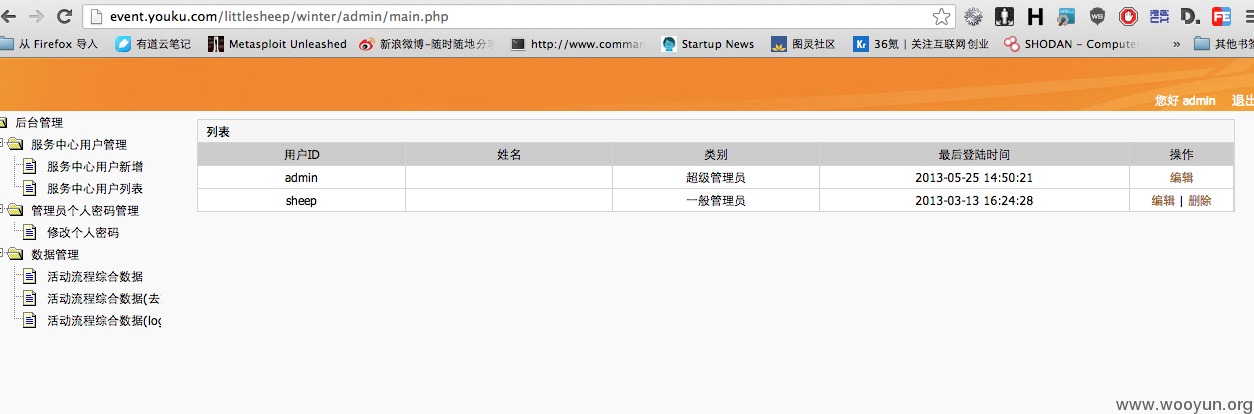 event.youku.com/littlesheep/winter/admin/main.php
从 Firefox 导入 有道云笔记 Metasploit Unleashed 新浪微博-随时随地分享 http://www.comman Startup News 图灵社区 36氪 | 关注互联网创业 SHODAN - Compute » 其他书签
您好 admin 退出
后台管理
服务中心用户管理
服务中心用户新增
服务中心用户列表
管理员个人密码管理
修改个人密码
数据管理
活动流程综合数据
活动流程综合数据(去
活动流程综合数据(log
列表
用户ID 姓名 类别 最后登陆时间 操作
admin 超级管理员 2013-05-25 14:50:21 编辑
sheep 一般管理员 2013-03-13 16:24:28 编辑 | 删除
www.wooyun.org